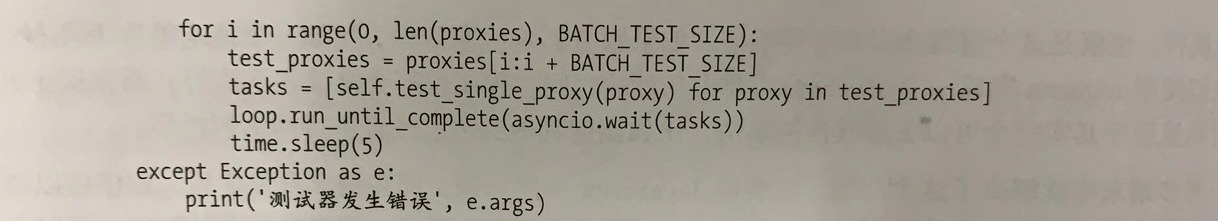 for i in range(0, len(proxies), BATCH_TEST_SIZE):
test_proxies = proxies[i:i + BATCH_TEST_SIZE]
tasks = [self.test_single_proxy(proxy) for proxy in test_proxies]
loop.run_until_complete(asyncio.wait(tasks))
time.sleep(5)
except Exception as e:
print('测试器发生错误', e.args)